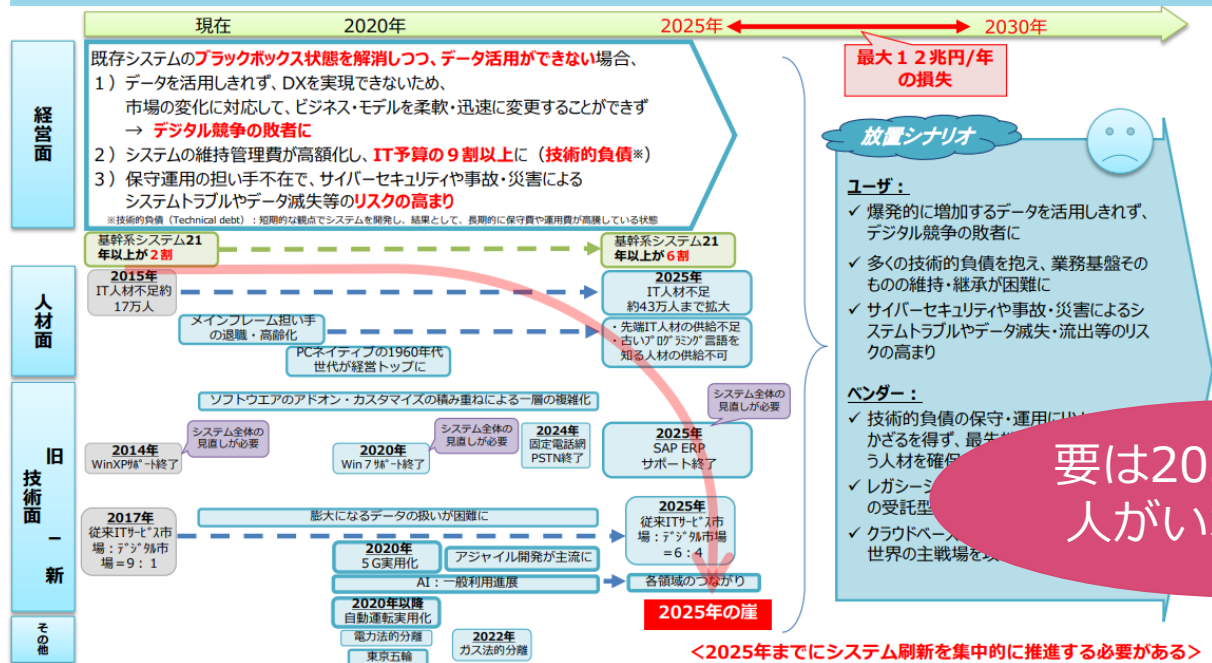 現在
2020年
2025年
2030年
最大12兆円/年
の損失
経営面
既存システムのブラックボックス状態を解消しつつ、データ活用ができない場合、
1）データを活用しきれず、DXを実現できないため、
市場の変化に対応して、ビジネス・モデルを柔軟・迅速に変更することができず
→ デジタル競争の敗者に
2）システムの維持管理費が高額化し、IT予算の9割以上に（技術的負債※）
3）保守運用の担い手不在で、サイバーセキュリティや事故・災害による
システムトラブルやデータ滅失等のリスクの高まり
※技術的負債（Technical debt）：短期的な観点でシステムを開発し、結果として、長期的に保守費や運用費が高騰している状態
基幹系システム21
年以上が2割
基幹系システム21
年以上が6割
人材面
2015年
IT人材不足約
17万人
2025年
IT人材不足
約43万人まで拡大
メインフレーム担い手
の退職・高齢化
・先端IT人材の供給不足
・古いﾌﾟﾛｸﾞﾗﾐﾝｸﾞ言語を
知る人材の供給不可
PCネイティブの1960年代
世代が経営トップに
技術面
旧
ー
新
ソフトウエアのアドオン・カスタマイズの積み重ねによる一層の複雑化
システム全体の
見直しが必要
システム全体の
見直しが必要
システム全体の
見直しが必要
2014年
WinXPｻﾎﾟｰﾄ終了
2020年
Win7ｻﾎﾟｰﾄ終了
2024年
固定電話網
PSTN終了
2025年
SAP ERP
サポート終了
2017年
従来ITｻｰﾋﾞｽ市
場：ﾃﾞｼﾞﾀﾙ市
場＝9：1
膨大になるデータの扱いが困難に
2025年
従来ITｻｰﾋﾞｽ市
場：ﾃﾞｼﾞﾀﾙ市場
＝6：4
2020年
5G実用化
アジャイル開発が主流に
AI：一般利用進展
各領域のつながり
2020年以降
自動運転実用化
2025年の崖
その他
電力法的分離
東京五輪
2022年
ガス法的分離
放置シナリオ
ユーザ：
✓ 爆発的に増加するデータを活用しきれず、
デジタル競争の敗者に
✓ 多くの技術的負債を抱え、業務基盤その
ものの維持・継承が困難に
✓ サイバーセキュリティや事故・災害によるシ
ステムトラブルやデータ滅失・流出等のリス
クの高まり
ベンダー：
✓ 技術的負債の保守・運用に
かざるを得ず、最先
う人材を確保
✓ レガシーシ
の受託型
✓ クラウドベース
世界の主戦場を
要は20
人がい
＜2025年までにシステム刷新を集中的に推進する必要がある＞